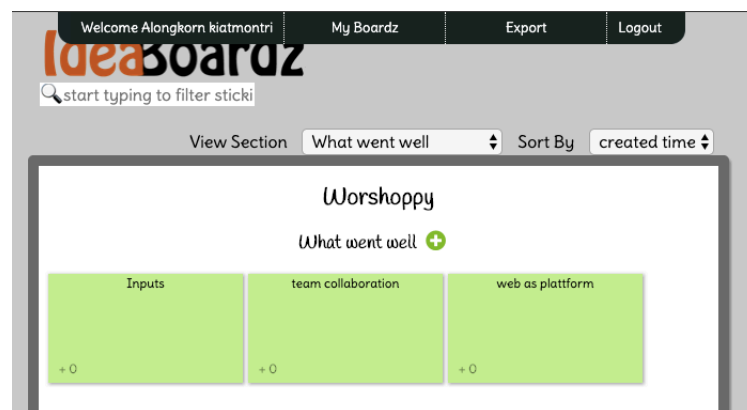 Welcome Alongkorn kiatmontri My Boardz Export Logout
IdeaBoardz
start typing to filter sticki
View Section What went well Sort By created time
Worshoppy
What went well
Inputs team collaboration web as plattform
+ 0 + 0 + 0